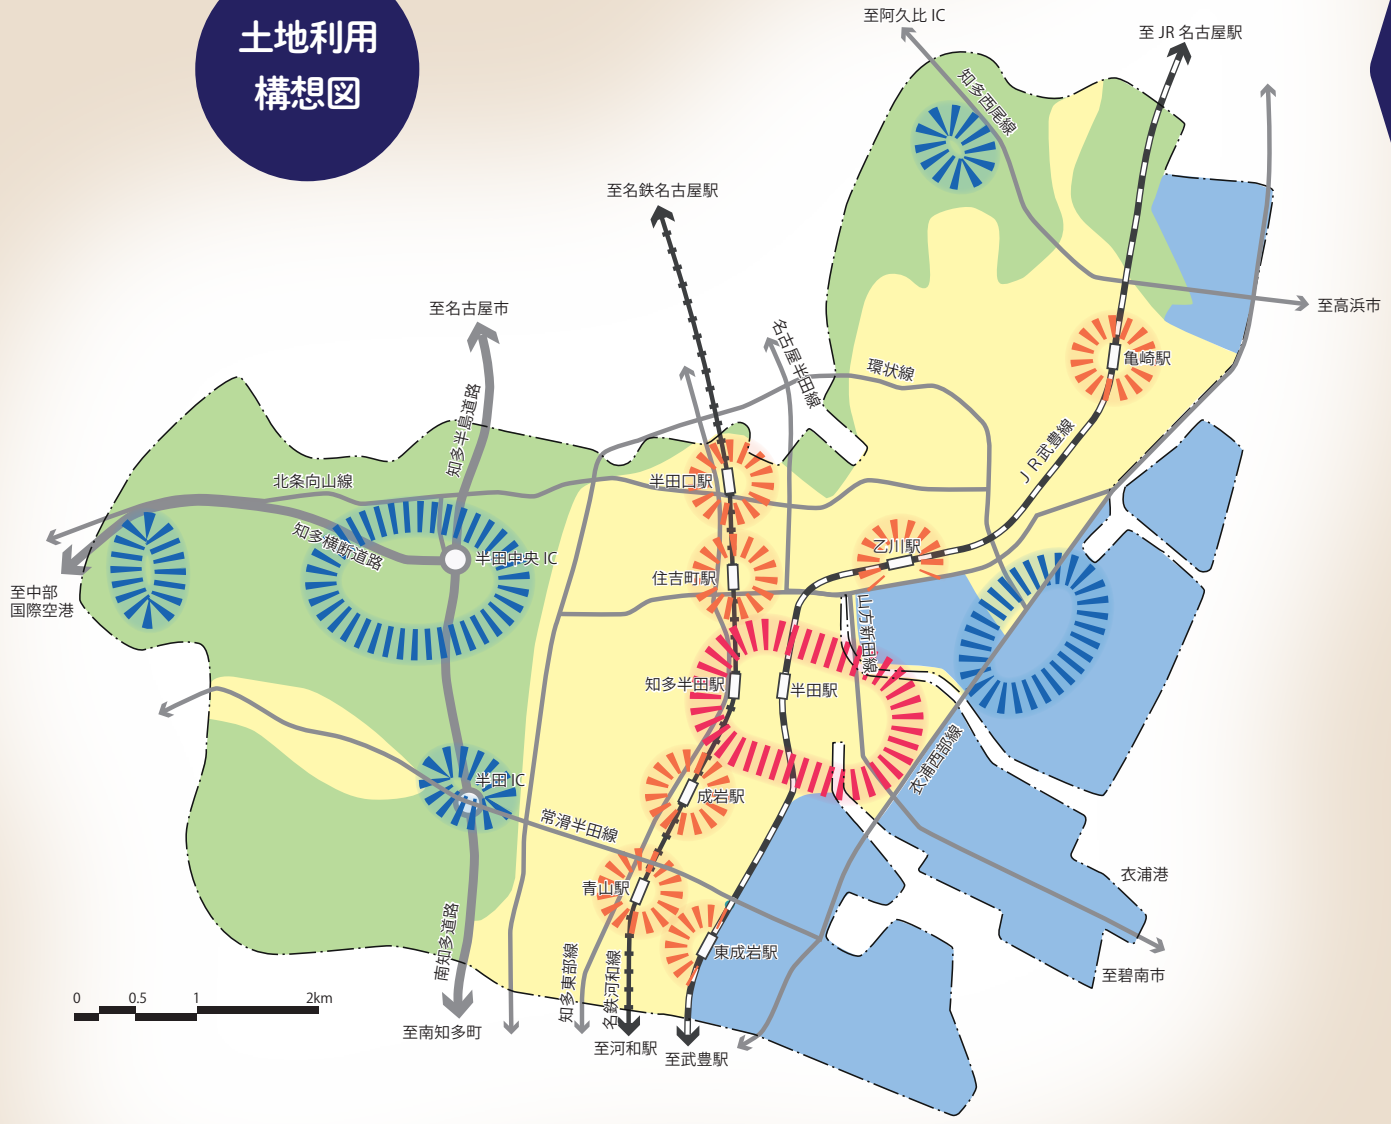 土地利用
構想図
至阿久比 IC
至 JR 名古屋駅
知多西尾線
至名鉄名古屋駅
至名古屋市
至高浜市
名古屋半田線
環状線
亀崎駅
知多半島道路
JR武豊線
北条向山線
半田口駅
知多横断道路
半田中央 IC
乙川駅
住吉町駅
至中部
国際空港
山方新田線
知多半田駅
半田駅
衣浦西部線
半田 IC
成岩駅
常滑半田線
青山駅
衣浦港
南知多道路
東成岩駅
知多東部線
名鉄河和線
至碧南市
0 0.5 1 2km
至南知多町
至河和駅
至武豊駅